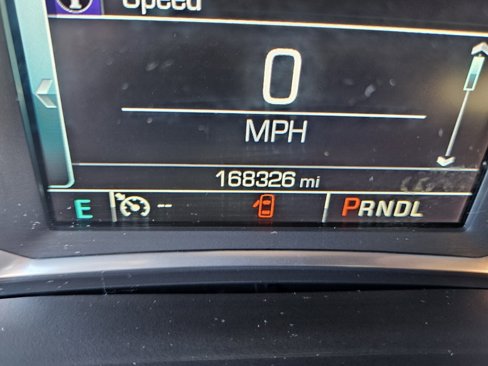 Speed
0
MPH
168326 mi
E -- PRNDL